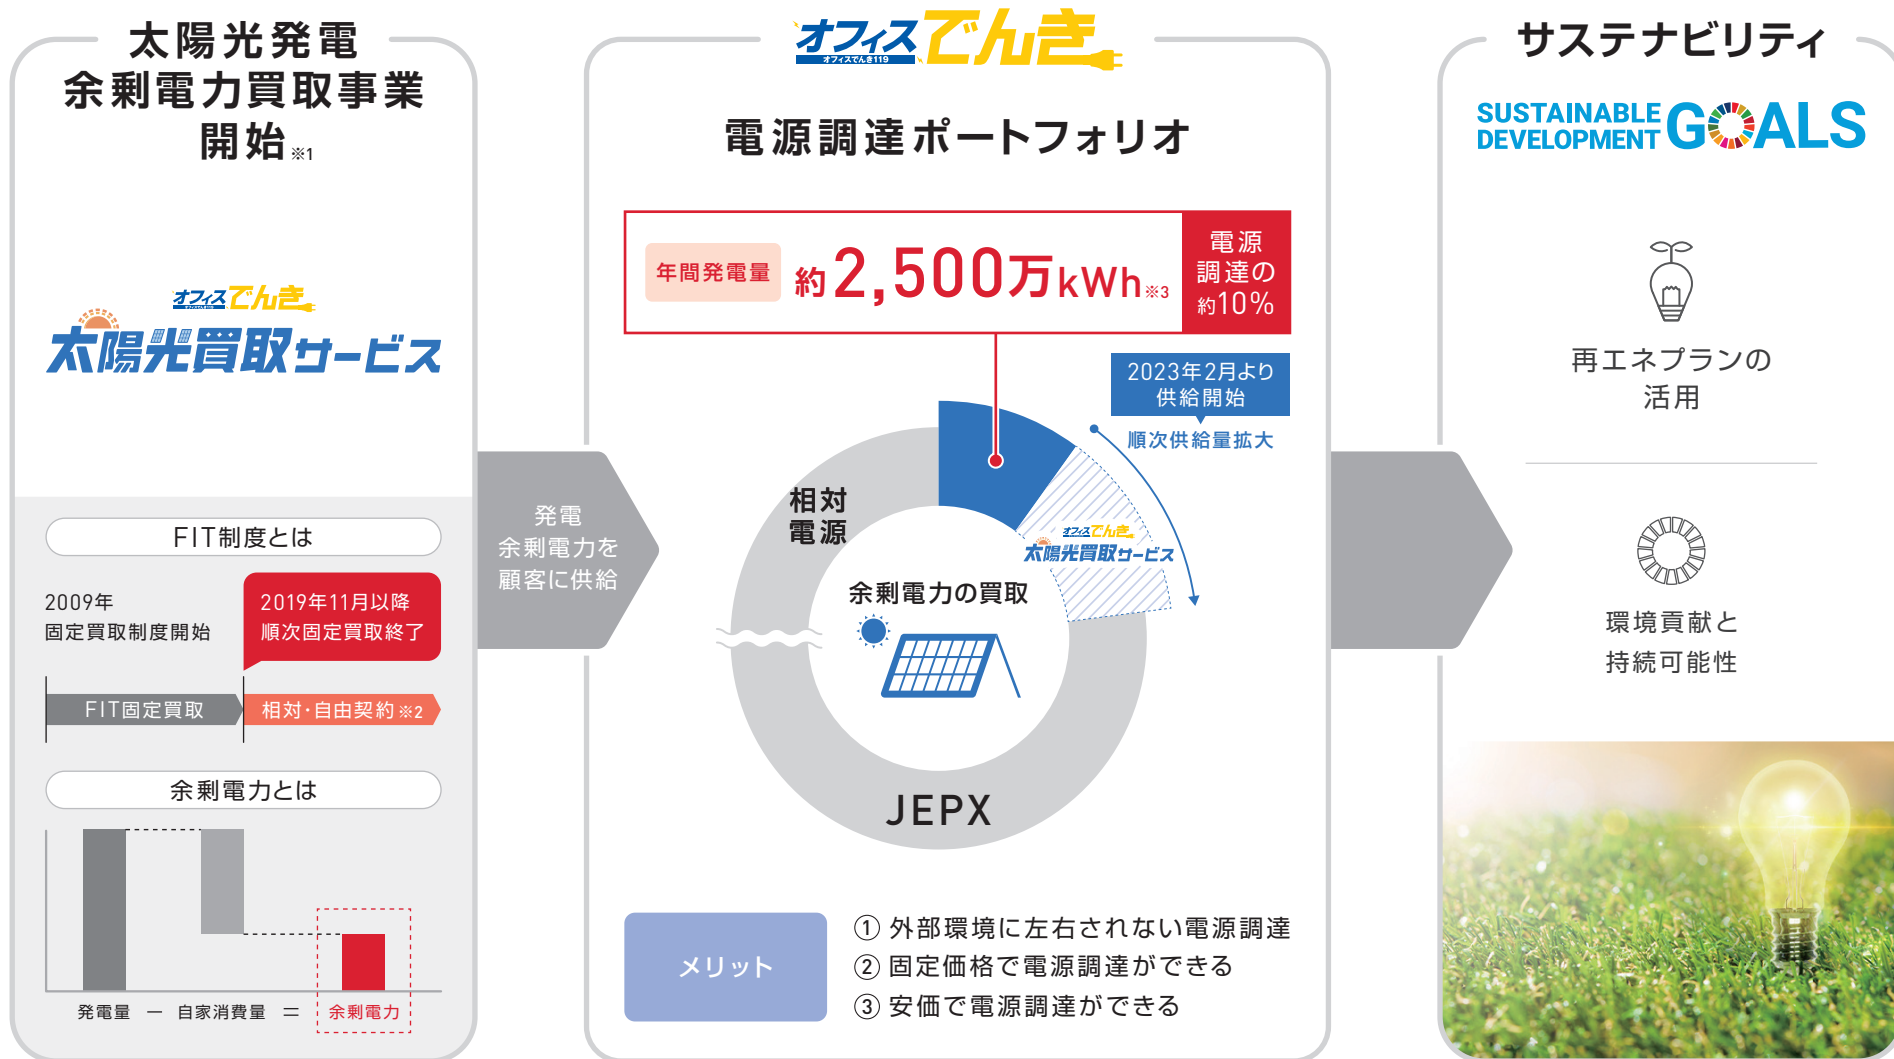 太陽光発電
余剰電力買取事業
開始※1
オフィスでんき
太陽光買取サービス
FIT制度とは
2009年
固定買取制度開始
2019年11月以降
順次固定買取終了
FIT固定買取
相対・自由契約※2
余剰電力とは
発電量 － 自家消費量 ＝ 余剰電力
発電
余剰電力を
顧客に供給
オフィスでんき
オフィスでんき119
電源調達ポートフォリオ
年間発電量 約2,500万kWh※3
電源
調達の
約10%
2023年2月より
供給開始
順次供給量拡大
相対
電源
オフィスでんき
太陽光買取サービス
余剰電力の買取
JEPX
メリット
① 外部環境に左右されない電源調達
② 固定価格で電源調達ができる
③ 安価で電源調達ができる
サステナビリティ
SUSTAINABLE
DEVELOPMENT GOALS
再エネプランの
活用
環境貢献と
持続可能性